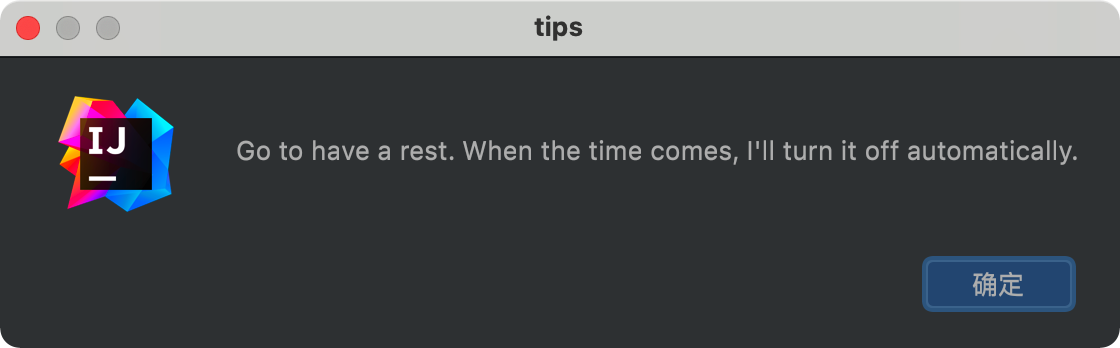 tips
IJ
Go to have a rest. When the time comes, I'll turn it off automatically.
确定